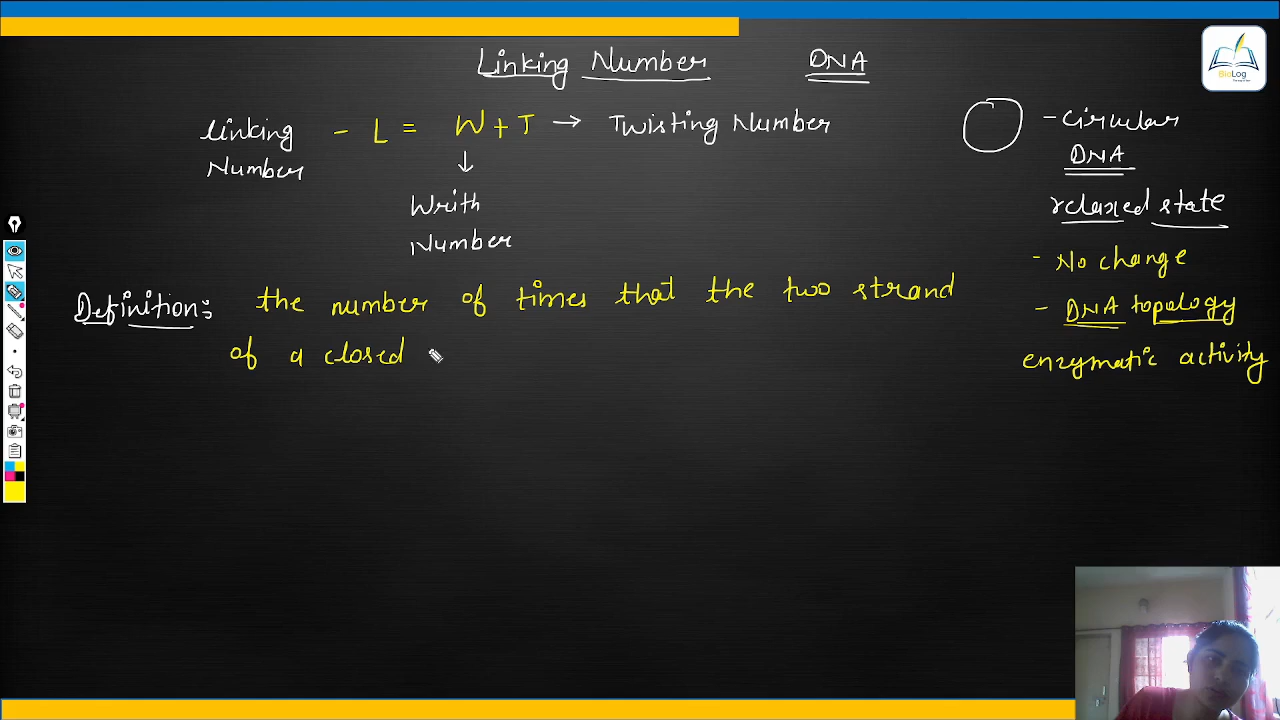 Linking Number DNA
Linking Number - L = W + T → Twisting Number
↓
Writh
Number
Definition:- the number of times that the two strand
of a closed
- circular
DNA
relaxed state
- No change
- DNA topology
enzymatic activity
BioLog